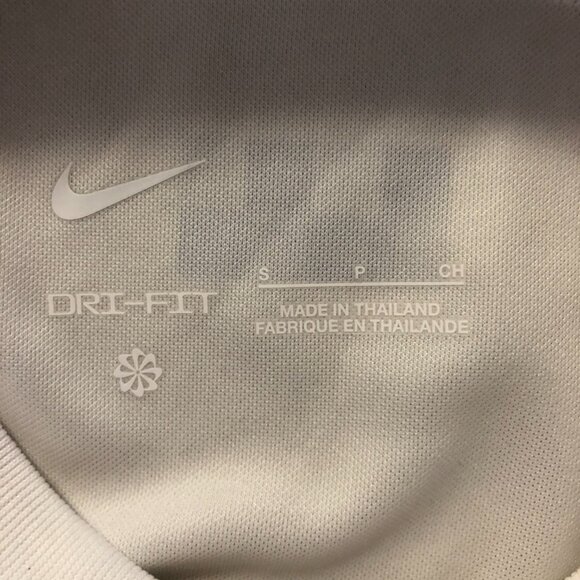 DRI-FIT
S P CH
MADE IN THAILAND
FABRIQUE EN THAILANDE